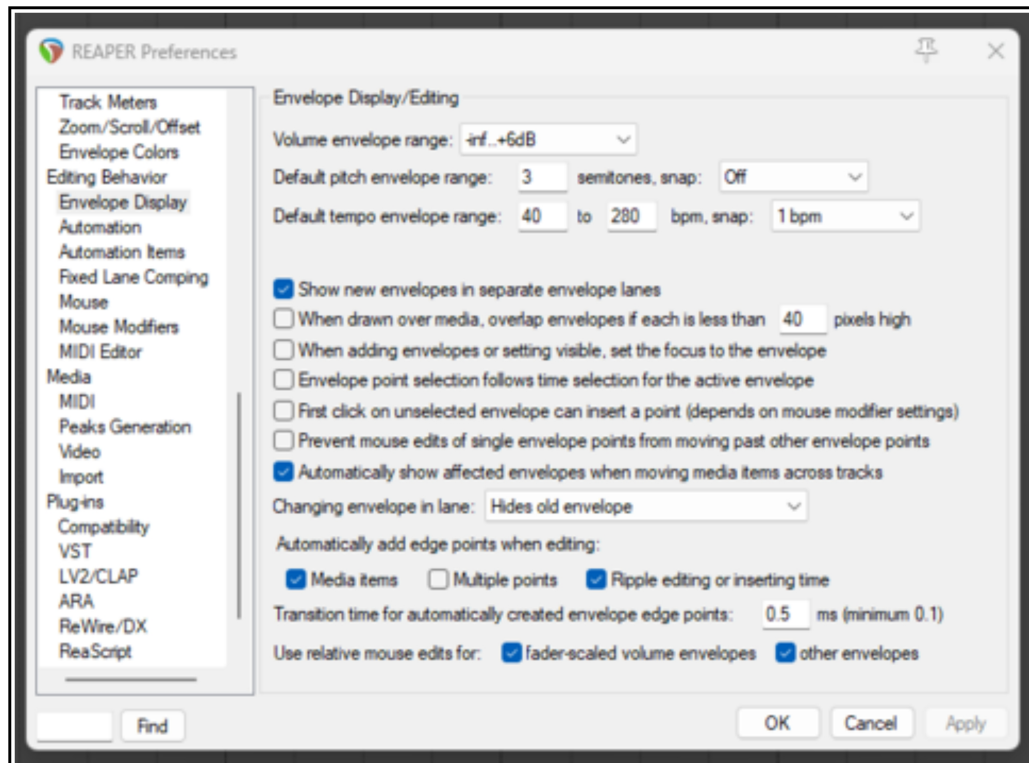 REAPER Preferences
Track Meters
Zoom/Scroll/Offset
Envelope Colors
Editing Behavior
Envelope Display
Automation
Automation Items
Fixed Lane Comping
Mouse
Mouse Modifiers
MIDI Editor
Media
MIDI
Peaks Generation
Video
Import
Plug-ins
Compatibility
VST
LV2/CLAP
ARA
ReWire/DX
ReaScript
Find
Envelope Display/Editing
Volume envelope range: -inf..+6dB
Default pitch envelope range: 3 semitones, snap: Off
Default tempo envelope range: 40 to 280 bpm, snap: 1 bpm
Show new envelopes in separate envelope lanes
When drawn over media, overlap envelopes if each is less than 40 pixels high
When adding envelopes or setting visible, set the focus to the envelope
Envelope point selection follows time selection for the active envelope
First click on unselected envelope can insert a point (depends on mouse modifier settings)
Prevent mouse edits of single envelope points from moving past other envelope points
Automatically show affected envelopes when moving media items across tracks
Changing envelope in lane: Hides old envelope
Automatically add edge points when editing:
Media items Multiple points Ripple editing or inserting time
Transition time for automatically created envelope edge points: 0.5 ms (minimum 0.1)
Use relative mouse edits for: fader-scaled volume envelopes other envelopes
OK Cancel Apply